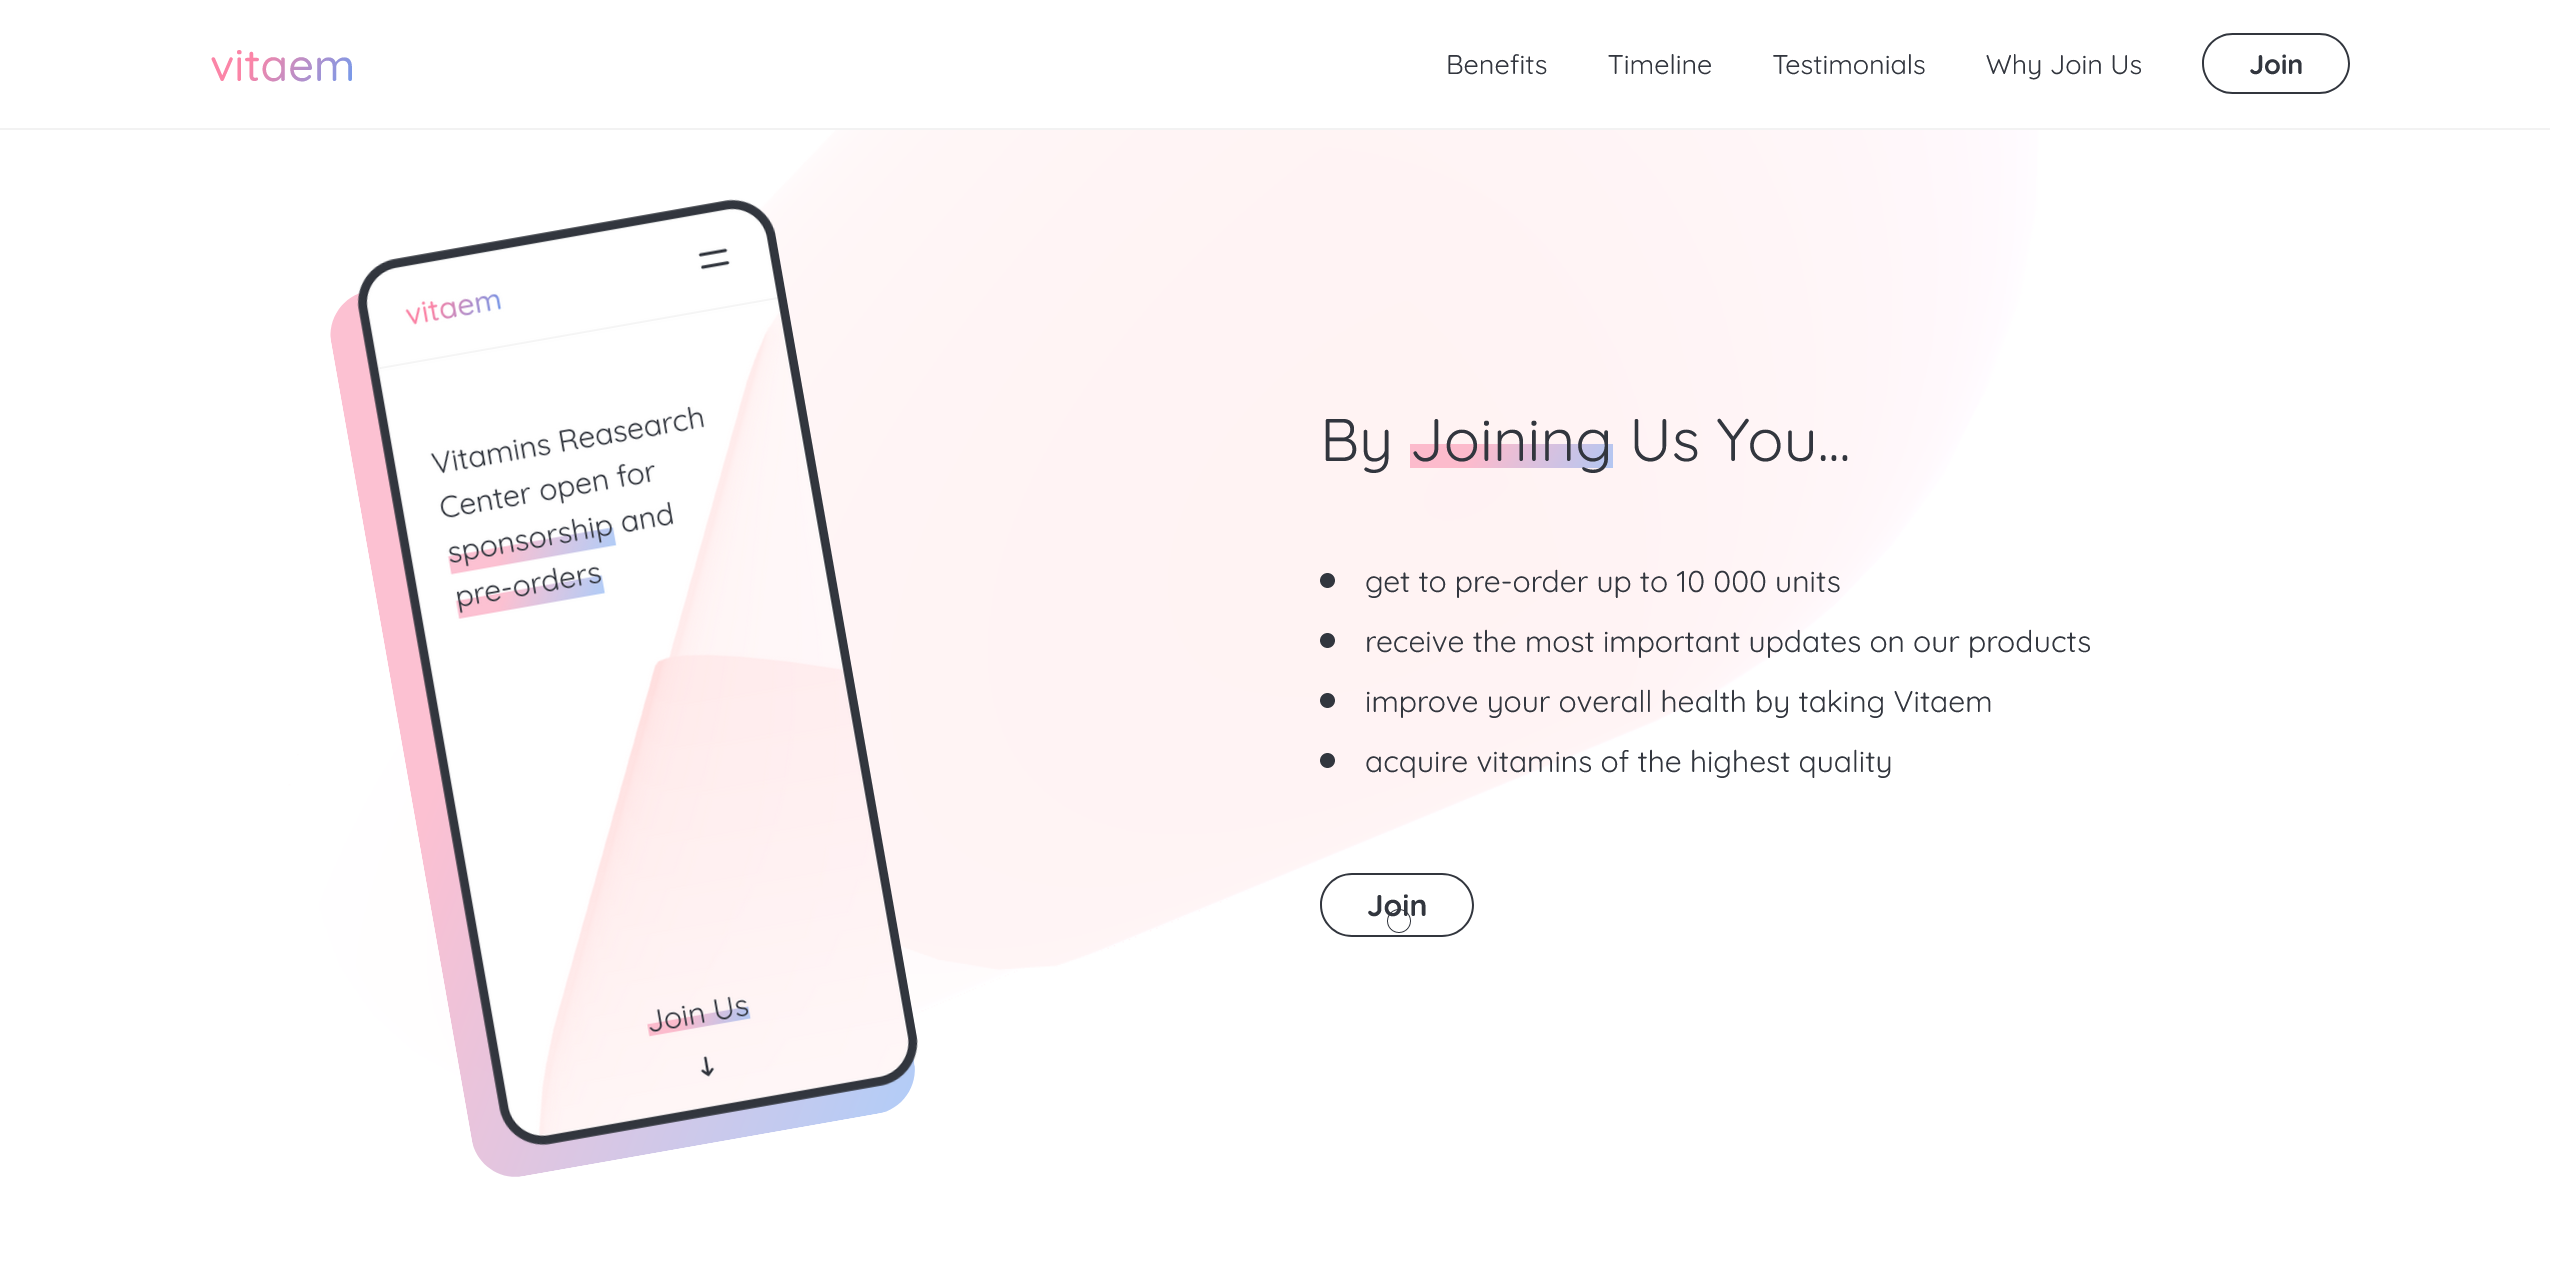 vitaem
Benefits
Timeline
Testimonials
Why Join Us
Join
vitaem
Vitamins Reasearch
Center open for
sponsorship and
pre-orders
Join Us
By Joining Us You...
get to pre-order up to 10 000 units
receive the most important updates on our products
improve your overall health by taking Vitaem
acquire vitamins of the highest quality
Join